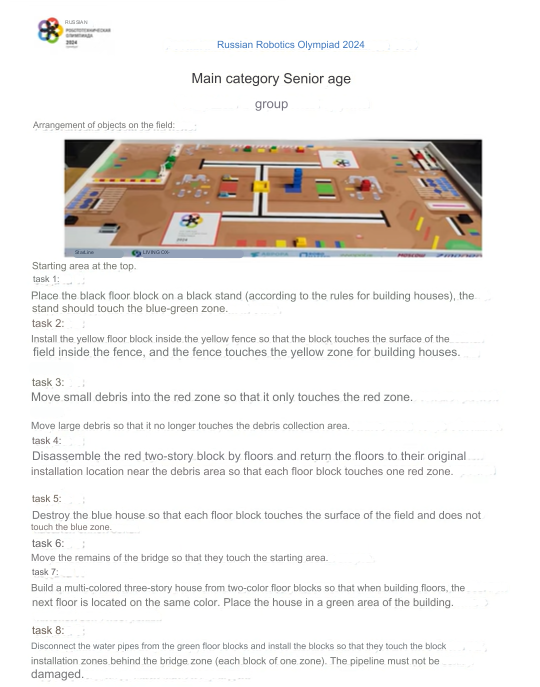 RUSSIAN
РОБОТОТЕХНИЧЕСКАЯ
ОЛИМПИАДА
2024
Russian Robotics Olympiad 2024
Main category Senior age
group
Arrangement of objects on the field:
Starting area at the top.
task 1:
Place the black floor block on a black stand (according to the rules for building houses), the
stand should touch the blue-green zone.
task 2:
Install the yellow floor block inside the yellow fence so that the block touches the surface of the
field inside the fence, and the fence touches the yellow zone for building houses.
task 3:
Move small debris into the red zone so that it only touches the red zone.
Move large debris so that it no longer touches the debris collection area.
task 4:
Disassemble the red two-story block by floors and return the floors to their original
installation location near the debris area so that each floor block touches one red zone.
task 5:
Destroy the blue house so that each floor block touches the surface of the field and does not
touch the blue zone.
task 6:
Move the remains of the bridge so that they touch the starting area.
task 7:
Build a multi-colored three-story house from two-color floor blocks so that when building floors, the
next floor is located on the same color. Place the house in a green area of the building.
task 8:
Disconnect the water pipes from the green floor blocks and install the blocks so that they touch the block
installation zones behind the bridge zone (each block of one zone). The pipeline must not be
damaged.